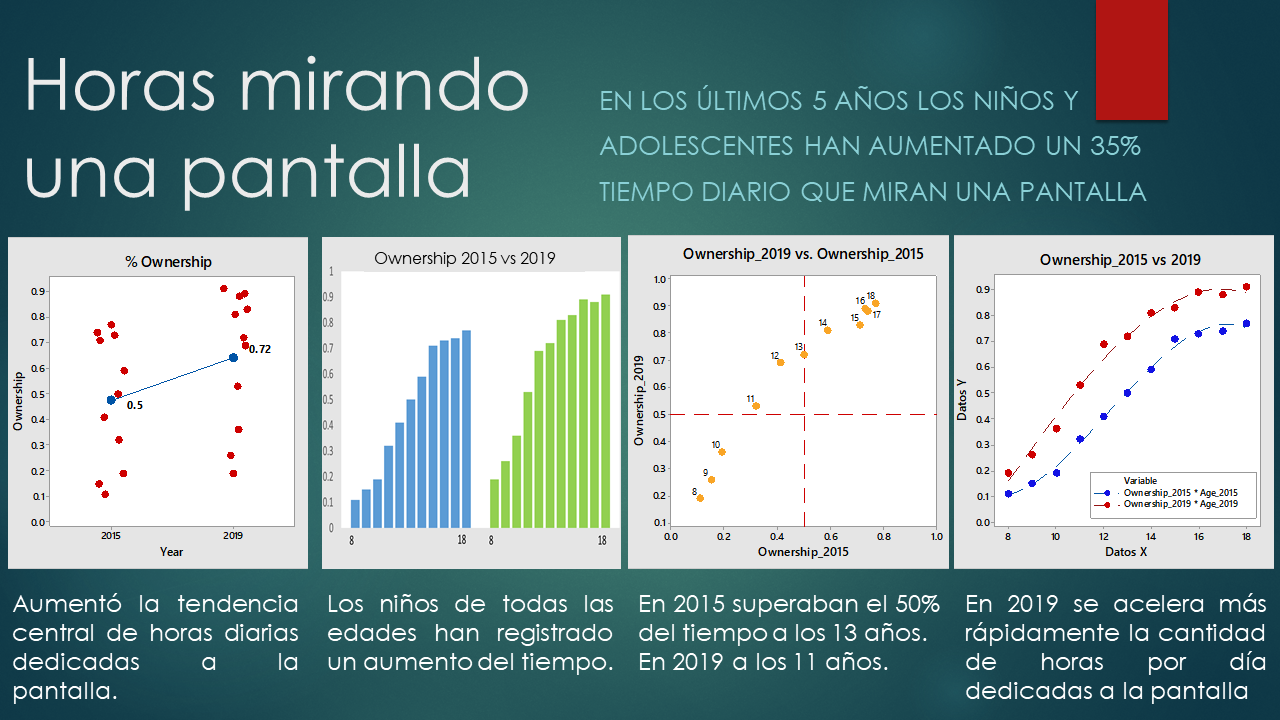 Horas mirando
una pantalla
EN LOS ÚLTIMOS 5 AÑOS LOS NIÑOS Y
ADOLESCENTES HAN AUMENTADO UN 35%
TIEMPO DIARIO QUE MIRAN UNA PANTALLA
% Ownership
0.9
0.8
0.7
0.6
0.5
0.4
0.3
0.2
0.1
0.0
Ownership
0.72
0.5
2015
2019
Year
Ownership 2015 vs 2019
1
0.9
0.8
0.7
0.6
0.5
0.4
0.3
0.2
0.1
0
8
18
8
18
Ownership_2019 vs. Ownership_2015
1.0
0.9
0.8
0.7
0.6
0.5
0.4
0.3
0.2
0.1
Ownership_2019
16
18
17
15
14
13
12
11
10
9
8
0.0
0.2
0.4
0.6
0.8
1.0
Ownership_2015
Ownership_2015 vs 2019
0.9
0.8
0.7
0.6
0.5
0.4
0.3
0.2
0.1
0.0
Datos Y
Variable
Ownership_2015 * Age_2015
Ownership_2019 * Age_2019
8
10
12
14
16
18
Datos X
Aumentó la tendencia
central de horas diarias
dedicadas a la
pantalla.
Los niños de todas las
edades han registrado
un aumento del tiempo.
En 2015 superaban el 50%
del tiempo a los 13 años.
En 2019 a los 11 años.
En 2019 se acelera más
rápidamente la cantidad
de horas por día
dedicadas a la pantalla